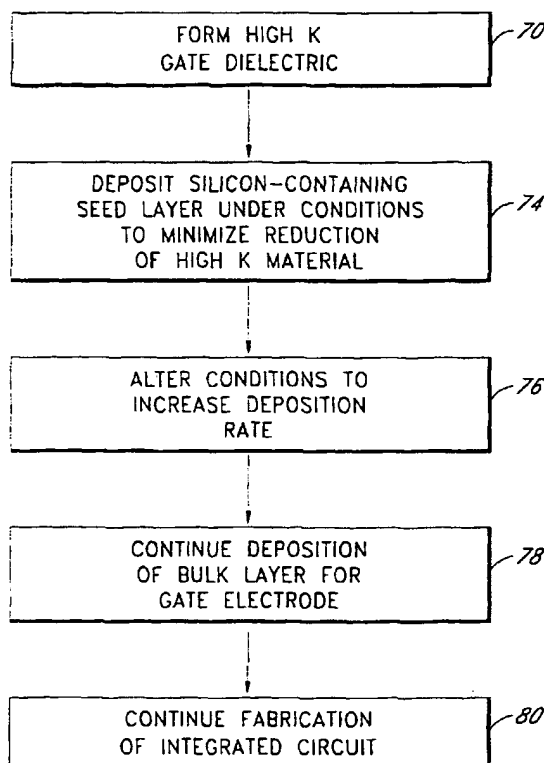 FORM HIGH K
GATE DIELECTRIC
70
DEPOSIT SILICON-CONTAINING
SEED LAYER UNDER CONDITIONS
TO MINIMIZE REDUCTION
OF HIGH K MATERIAL
74
ALTER CONDITIONS TO
INCREASE DEPOSITION
RATE
76
CONTINUE DEPOSITION
OF BULK LAYER FOR
GATE ELECTRODE
78
CONTINUE FABRICATION
OF INTEGRATED CIRCUIT
80